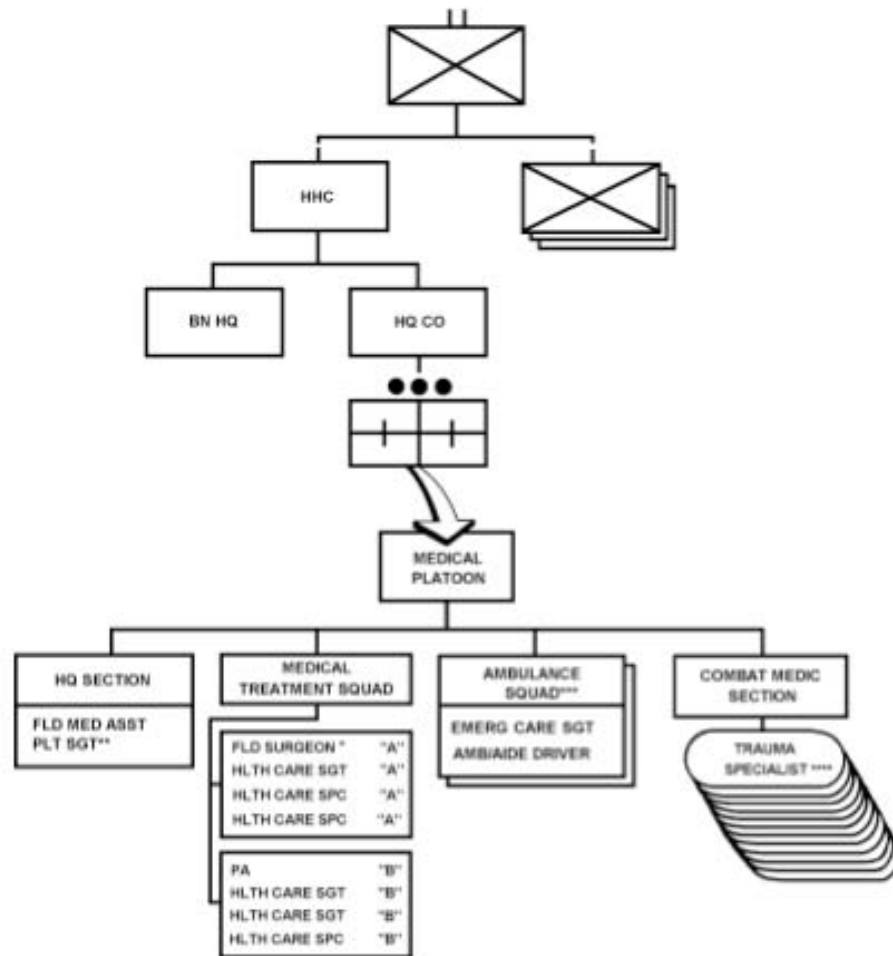 HHC
BN HQ
HQ CO
MEDICAL
PLATOON
HQ SECTION
FLD MED ASST
PLT SGT**
MEDICAL
TREATMENT SQUAD
FLD SURGEON * "A"
HLTH CARE SGT "A"
HLTH CARE SPC "A"
HLTH CARE SPC "A"
PA "B"
HLTH CARE SGT "B"
HLTH CARE SGT "B"
HLTH CARE SPC "B"
AMBULANCE
SQUAD***
EMERG CARE SGT
AMB/AIDE DRIVER
COMBAT MEDIC
SECTION
TRAUMA
SPECIALIST ****